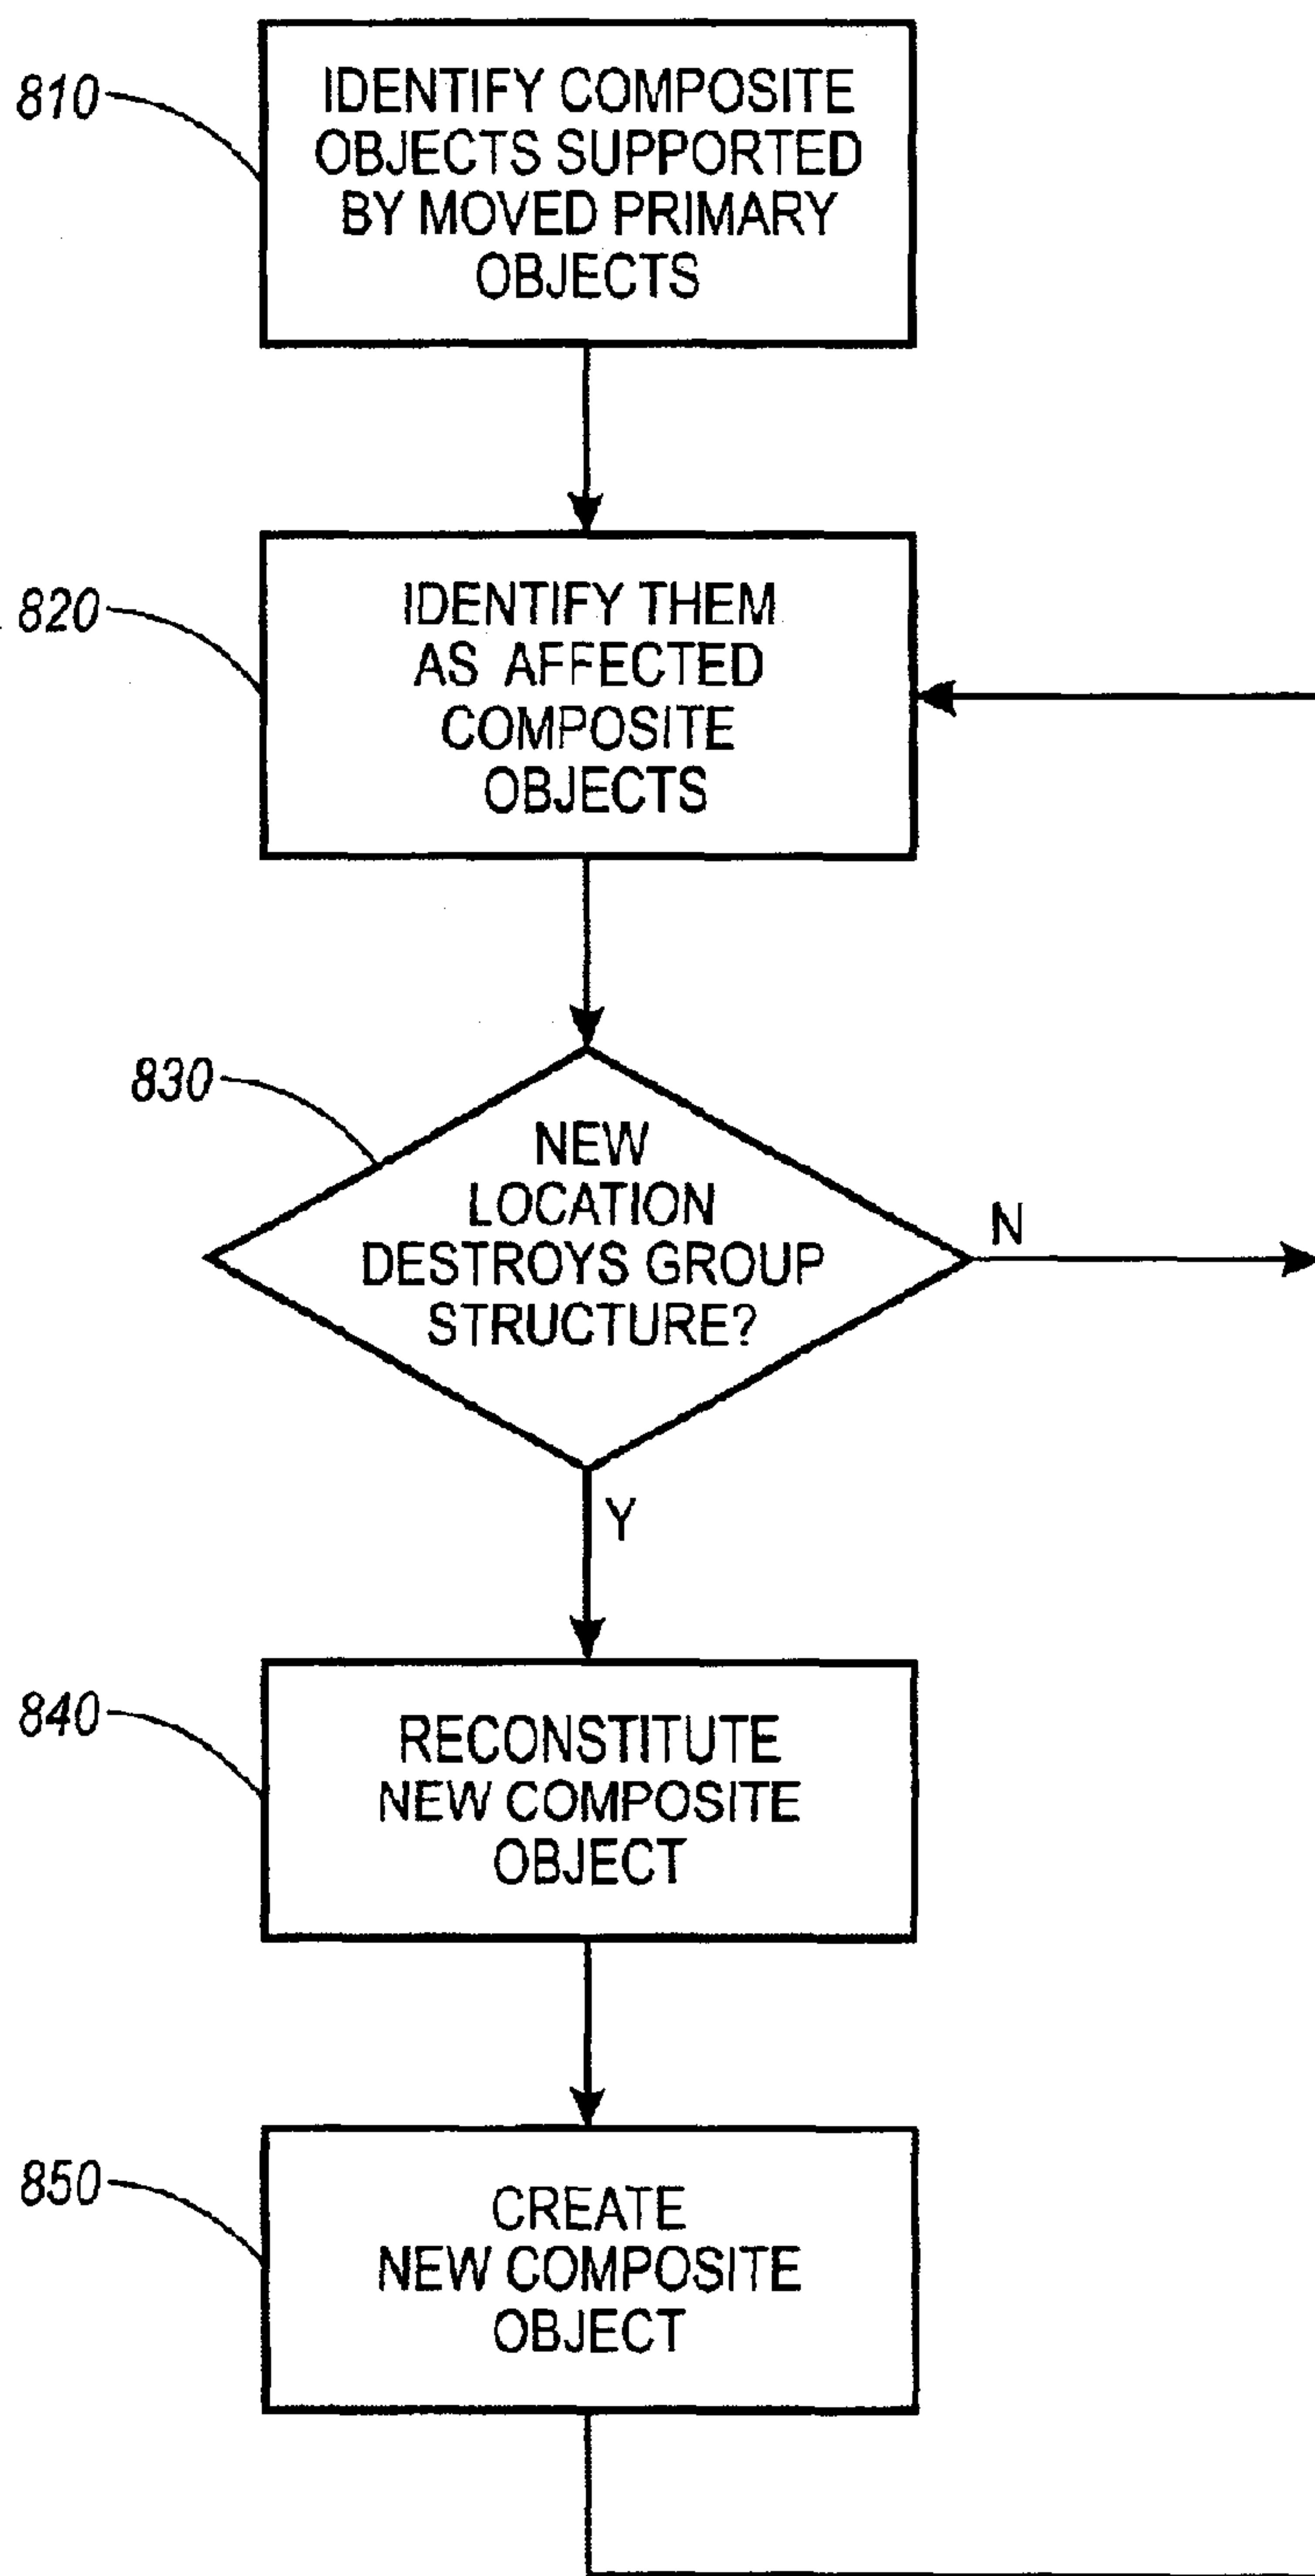 810
IDENTIFY COMPOSITE
OBJECTS SUPPORTED
BY MOVED PRIMARY
OBJECTS
820
IDENTIFY THEM
AS AFFECTED
COMPOSITE
OBJECTS
830
NEW
LOCATION
DESTROYS GROUP
STRUCTURE?
N
Y
840
RECONSTITUTE
NEW COMPOSITE
OBJECT
850
CREATE
NEW COMPOSITE
OBJECT